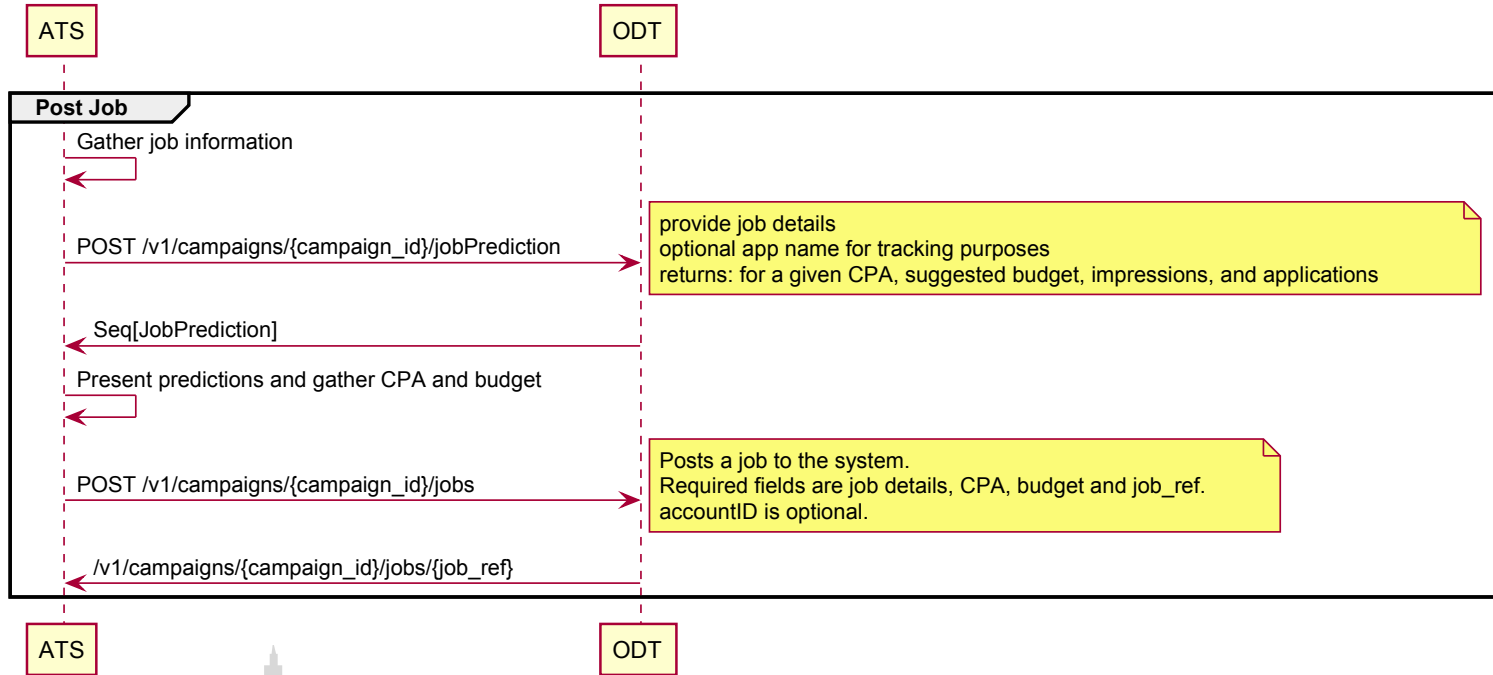 ATS
ODT
Post Job
Gather job information
POST /v1/campaigns/{campaign_id}/jobPrediction
provide job details
optional app name for tracking purposes
returns: for a given CPA, suggested budget, impressions, and applications
Seq[JobPrediction]
Present predictions and gather CPA and budget
POST /v1/campaigns/{campaign_id}/jobs
Posts a job to the system.
Required fields are job details, CPA, budget and job_ref.
accountID is optional.
/v1/campaigns/{campaign_id}/jobs/{job_ref}
ATS
ODT